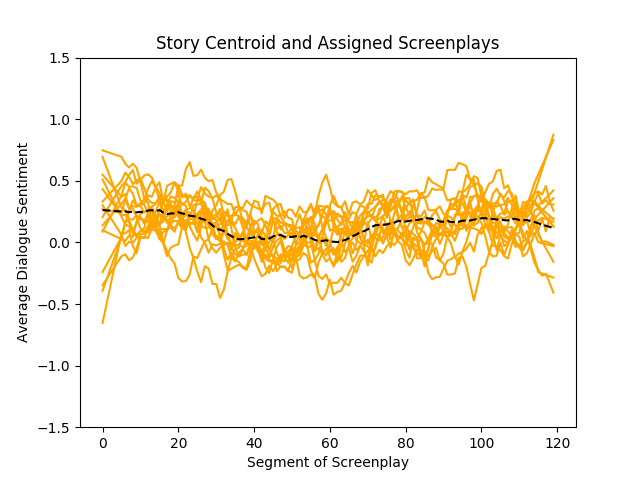 Story Centroid and Assigned Screenplays
1.5
1.0
0.5
0.0
−0.5
−1.0
−1.5
Average Dialogue Sentiment
0 20 40 60 80 100 120
Segment of Screenplay